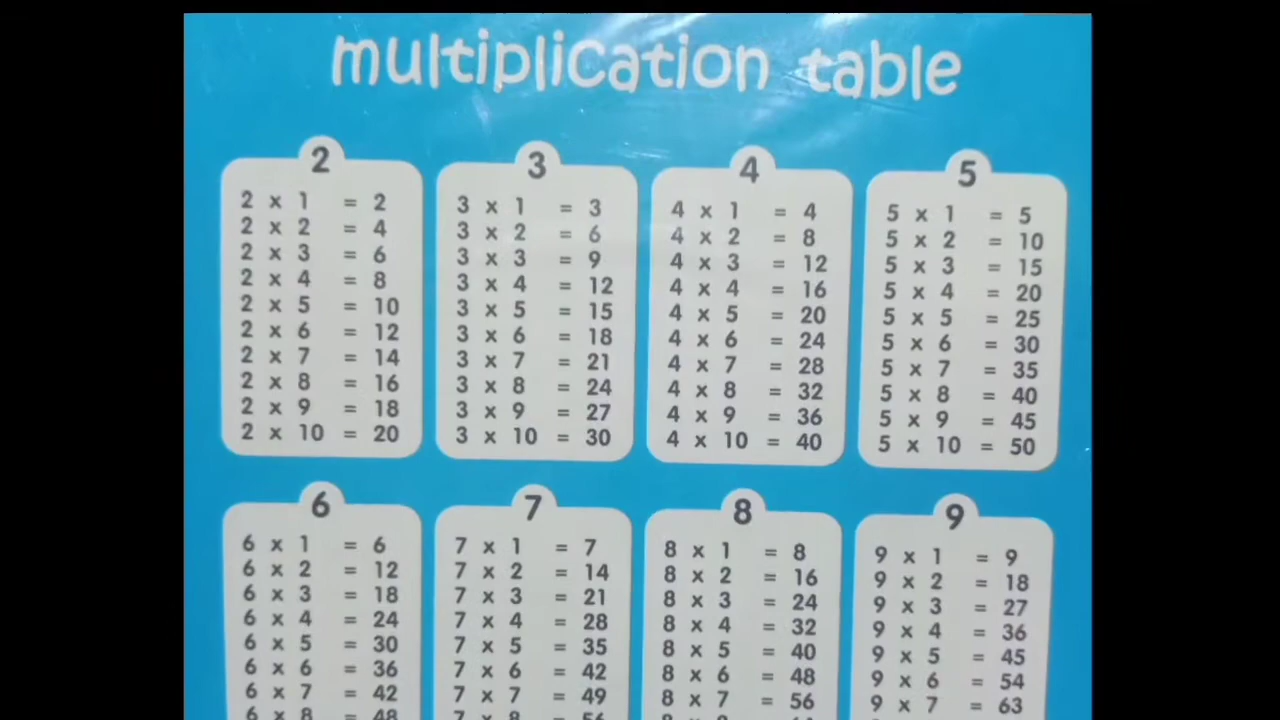 multiplication table
2
2 x 1 = 2
2 x 2 = 4
2 x 3 = 6
2 x 4 = 8
2 x 5 = 10
2 x 6 = 12
2 x 7 = 14
2 x 8 = 16
2 x 9 = 18
2 x 10 = 20
3
3 x 1 = 3
3 x 2 = 6
3 x 3 = 9
3 x 4 = 12
3 x 5 = 15
3 x 6 = 18
3 x 7 = 21
3 x 8 = 24
3 x 9 = 27
3 x 10 = 30
4
4 x 1 = 4
4 x 2 = 8
4 x 3 = 12
4 x 4 = 16
4 x 5 = 20
4 x 6 = 24
4 x 7 = 28
4 x 8 = 32
4 x 9 = 36
4 x 10 = 40
5
5 x 1 = 5
5 x 2 = 10
5 x 3 = 15
5 x 4 = 20
5 x 5 = 25
5 x 6 = 30
5 x 7 = 35
5 x 8 = 40
5 x 9 = 45
5 x 10 = 50
6
6 x 1 = 6
6 x 2 = 12
6 x 3 = 18
6 x 4 = 24
6 x 5 = 30
6 x 6 = 36
6 x 7 = 42
6 x 8 = 48
7
7 x 1 = 7
7 x 2 = 14
7 x 3 = 21
7 x 4 = 28
7 x 5 = 35
7 x 6 = 42
7 x 7 = 49
7 x 8 = 56
8
8 x 1 = 8
8 x 2 = 16
8 x 3 = 24
8 x 4 = 32
8 x 5 = 40
8 x 6 = 48
8 x 7 = 56
9
9 x 1 = 9
9 x 2 = 18
9 x 3 = 27
9 x 4 = 36
9 x 5 = 45
9 x 6 = 54
9 x 7 = 63